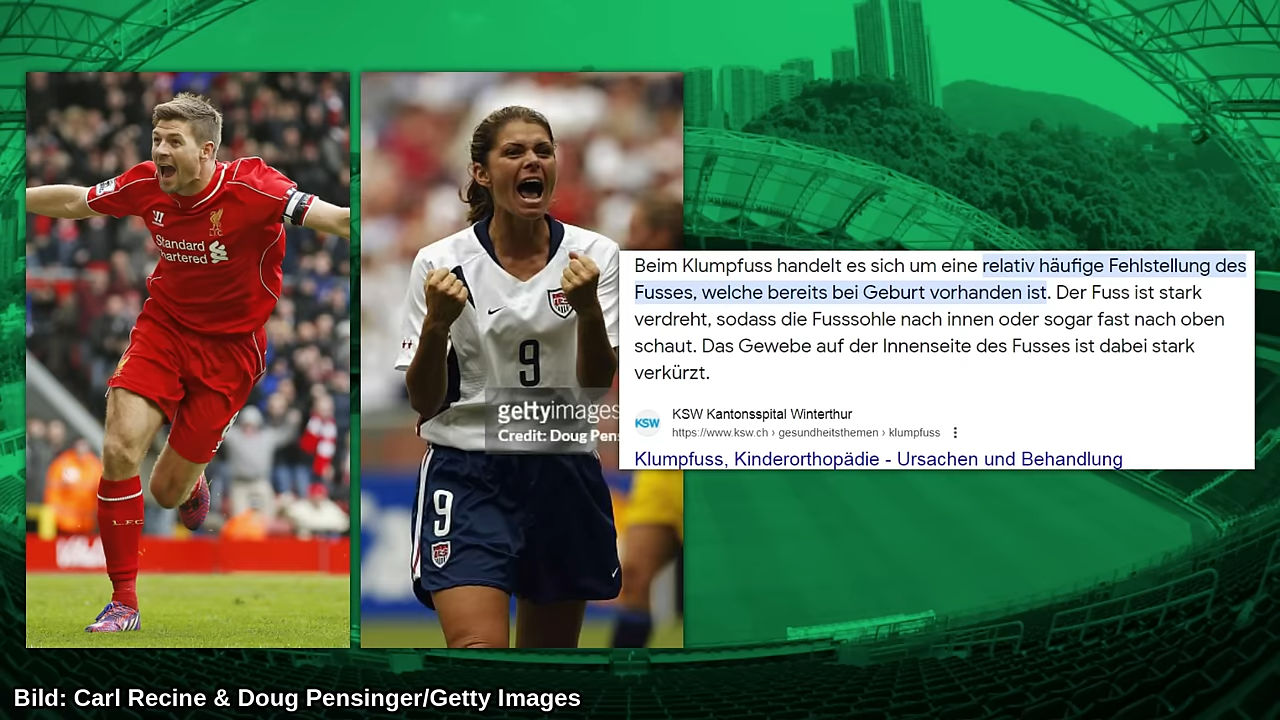 Standard
Chartered
L.F.C
9
9
gettyimages
Credit: Doug Pens
Beim Klumpfuss handelt es sich um eine relativ häufige Fehlstellung des
Fusses, welche bereits bei Geburt vorhanden ist. Der Fuss ist stark
verdreht, sodass die Fusssohle nach innen oder sogar fast nach oben
schaut. Das Gewebe auf der Innenseite des Fusses ist dabei stark
verkürzt.
KSW
KSW Kantonsspital Winterthur
https://www.ksw.ch › gesundheitsthemen › klumpfuss
Klumpfuss, Kinderorthopädie - Ursachen und Behandlung
Bild: Carl Recine & Doug Pensinger/Getty Images